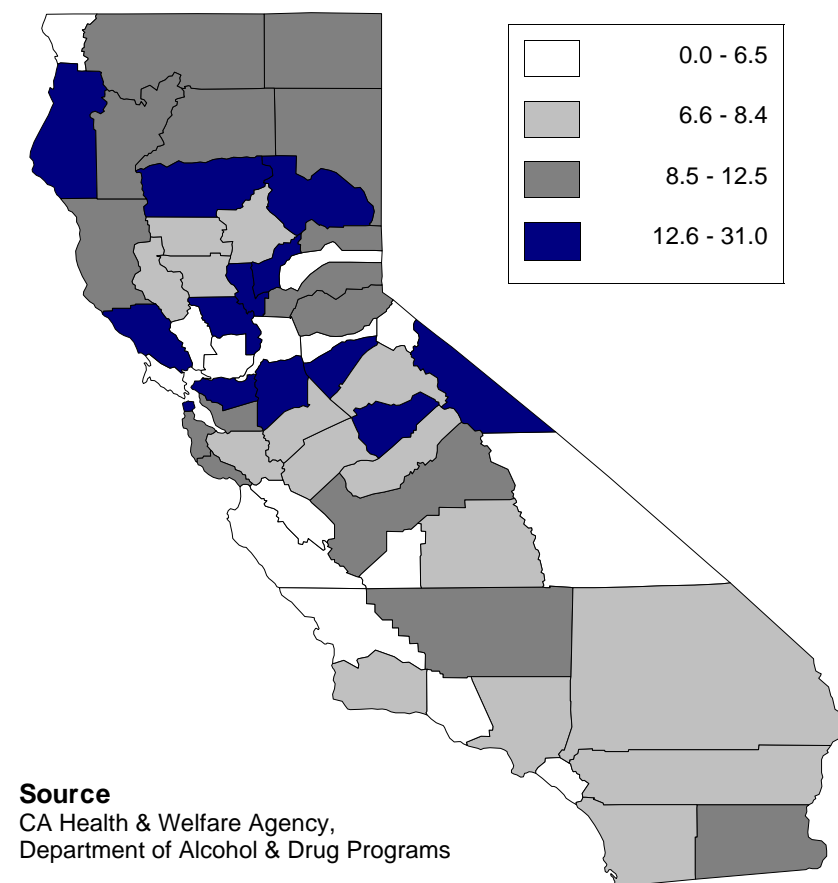 0.0 - 6.5
6.6 - 8.4
8.5 - 12.5
12.6 - 31.0
Source
CA Health & Welfare Agency,
Department of Alcohol & Drug Programs